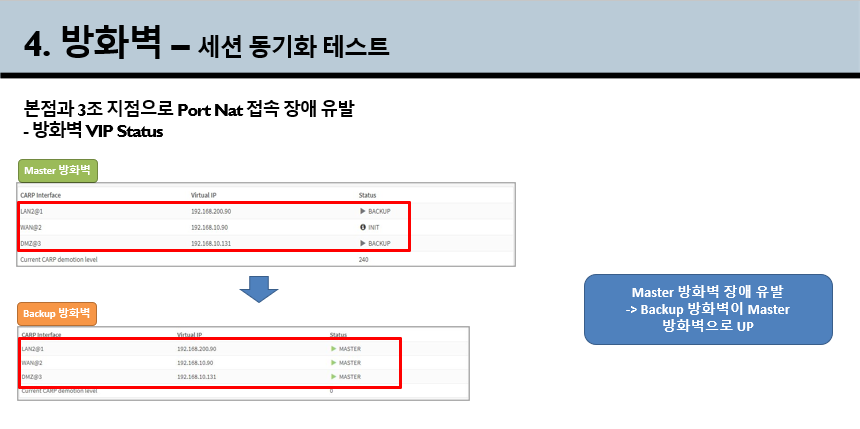 4. 방화벽 – 세션 동기화 테스트
본점과 3조 지점으로 Port Nat 접속 장애 유발
- 방화벽 VIP Status
Master 방화벽
CARP Interface Virtual IP Status
LAN2@1 192.168.200.90 BACKUP
WAN@2 192.168.10.90 INIT
DMZ@3 192.168.10.131 BACKUP
Current CARP demotion level 240
Backup 방화벽
CARP Interface Virtual IP Status
LAN2@1 192.168.200.90 MASTER
WAN@2 192.168.10.90 MASTER
DMZ@3 192.168.10.131 MASTER
Current CARP demotion level 0
Master 방화벽 장애 유발
-> Backup 방화벽이 Master
방화벽으로 UP